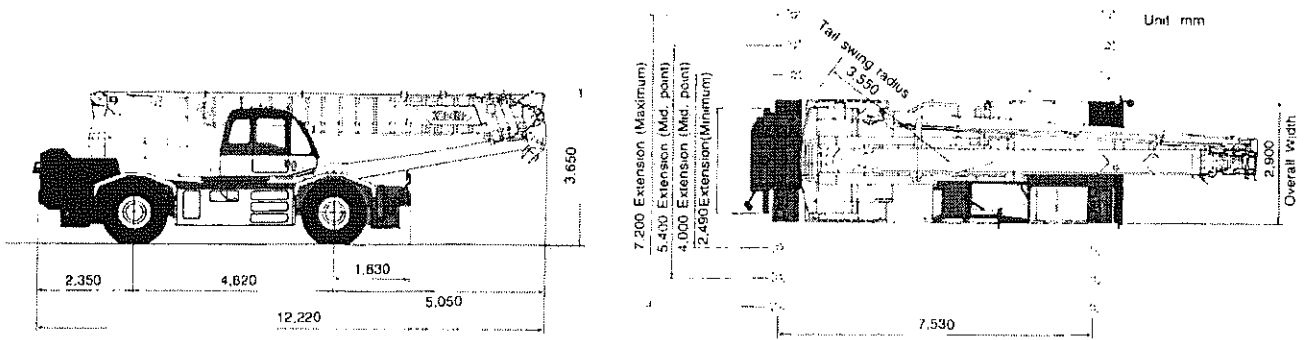 Unit mm
Tail swing radius
3,550
7,200 Extension (Maximum)
5,400 Extension (Mid. point)
4,000 Extension (Mid. point)
2,490 Extension(Minimum)
3,650
2,900
Overall Width
2,350
4,620
1,630
5,050
12,220
7,530